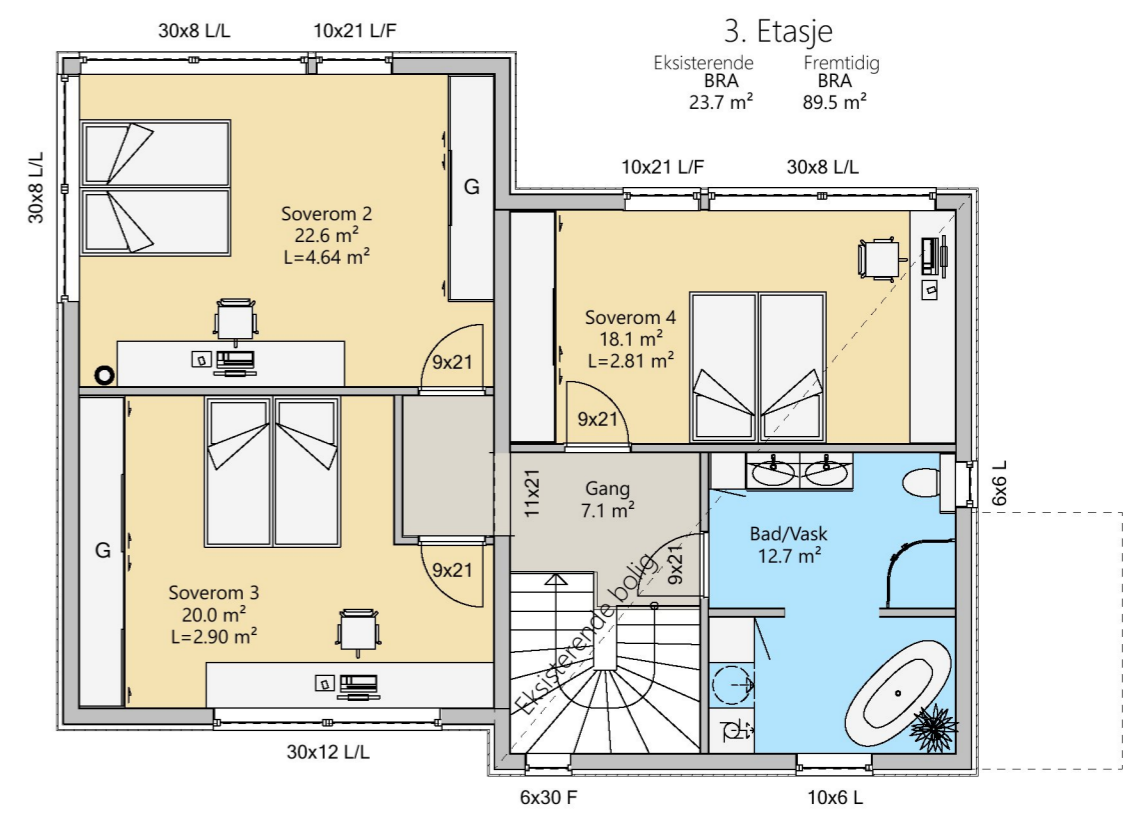 3. Etasje
Eksisterende Fremtidig
BRA BRA
23.7 m² 89.5 m²
30x8 L/L 10x21 L/F
10x21 L/F 30x8 L/L
30x8 L/L
G
Soverom 2
22.6 m²
L=4.64 m²
9x21
Soverom 4
18.1 m²
L=2.81 m²
9x21
11x21
Gang
7.1 m²
6x6 L
Bad/Vask
12.7 m²
9x21
G
9x21
Soverom 3
20.0 m²
L=2.90 m²
Eksisterende bolig
30x12 L/L
6x30 F 10x6 L